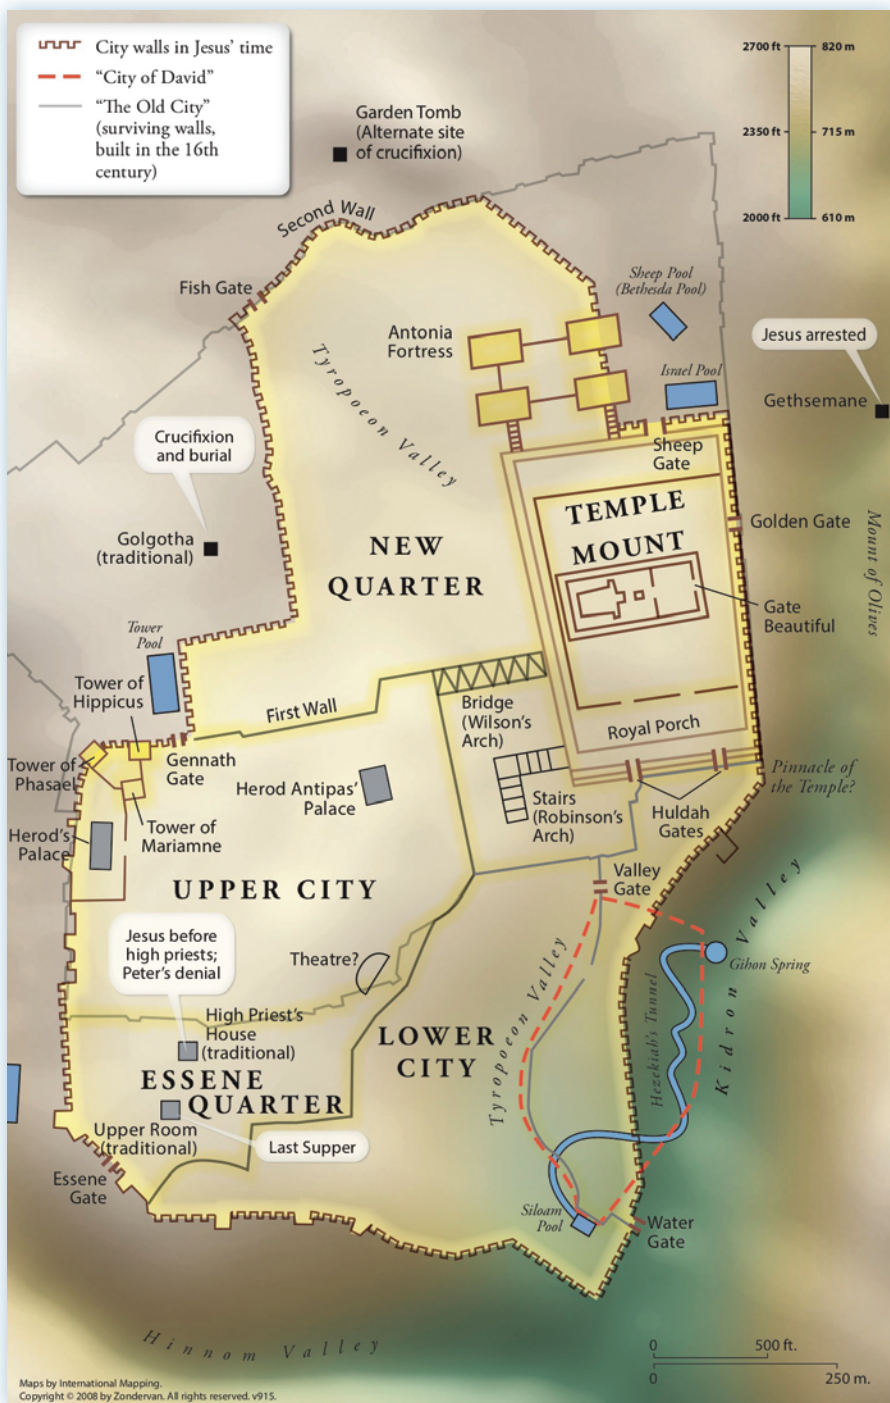 City walls in Jesus’ time
“City of David”
“The Old City”
(surviving walls,
built in the 16th
century)
2700 ft
820 m
2350 ft
715 m
2000 ft
610 m
Garden Tomb
(Alternate site
of crucifixion)
Second Wall
Fish Gate
Sheep Pool
(Bethesda Pool)
Jesus arrested
Antonia
Fortress
Tyropoeon Valley
Israel Pool
Gethsemane
Crucifixion
and burial
Sheep
Gate
TEMPLE
MOUNT
Golden Gate
Mount of Olives
Golgotha
(traditional)
NEW
QUARTER
Gate
Beautiful
Tower
Pool
Tower of
Hippicus
First Wall
Bridge
(Wilson’s
Arch)
Royal Porch
Gennath
Gate
Tower of
Phasael
Herod Antipas’
Palace
Pinnacle of
the Temple?
Stairs
(Robinson’s
Arch)
Huldah
Gates
Tower of
Mariamne
Herod’s
Palace
Valley
Gate
UPPER CITY
Kidron Valley
Jesus before
high priests;
Peter’s denial
Theatre?
Gihon Spring
Tyropoeon Valley
Hezekiah’s Tunnel
High Priest’s
House
(traditional)
LOWER
CITY
ESSENE
QUARTER
Upper Room
(traditional)
Last Supper
Essene
Gate
Siloam
Pool
Water
Gate
Hinnom Valley
0
500 ft.
0
250 m.
Maps by International Mapping.
Copyright © 2008 by Zondervan. All rights reserved. v915.